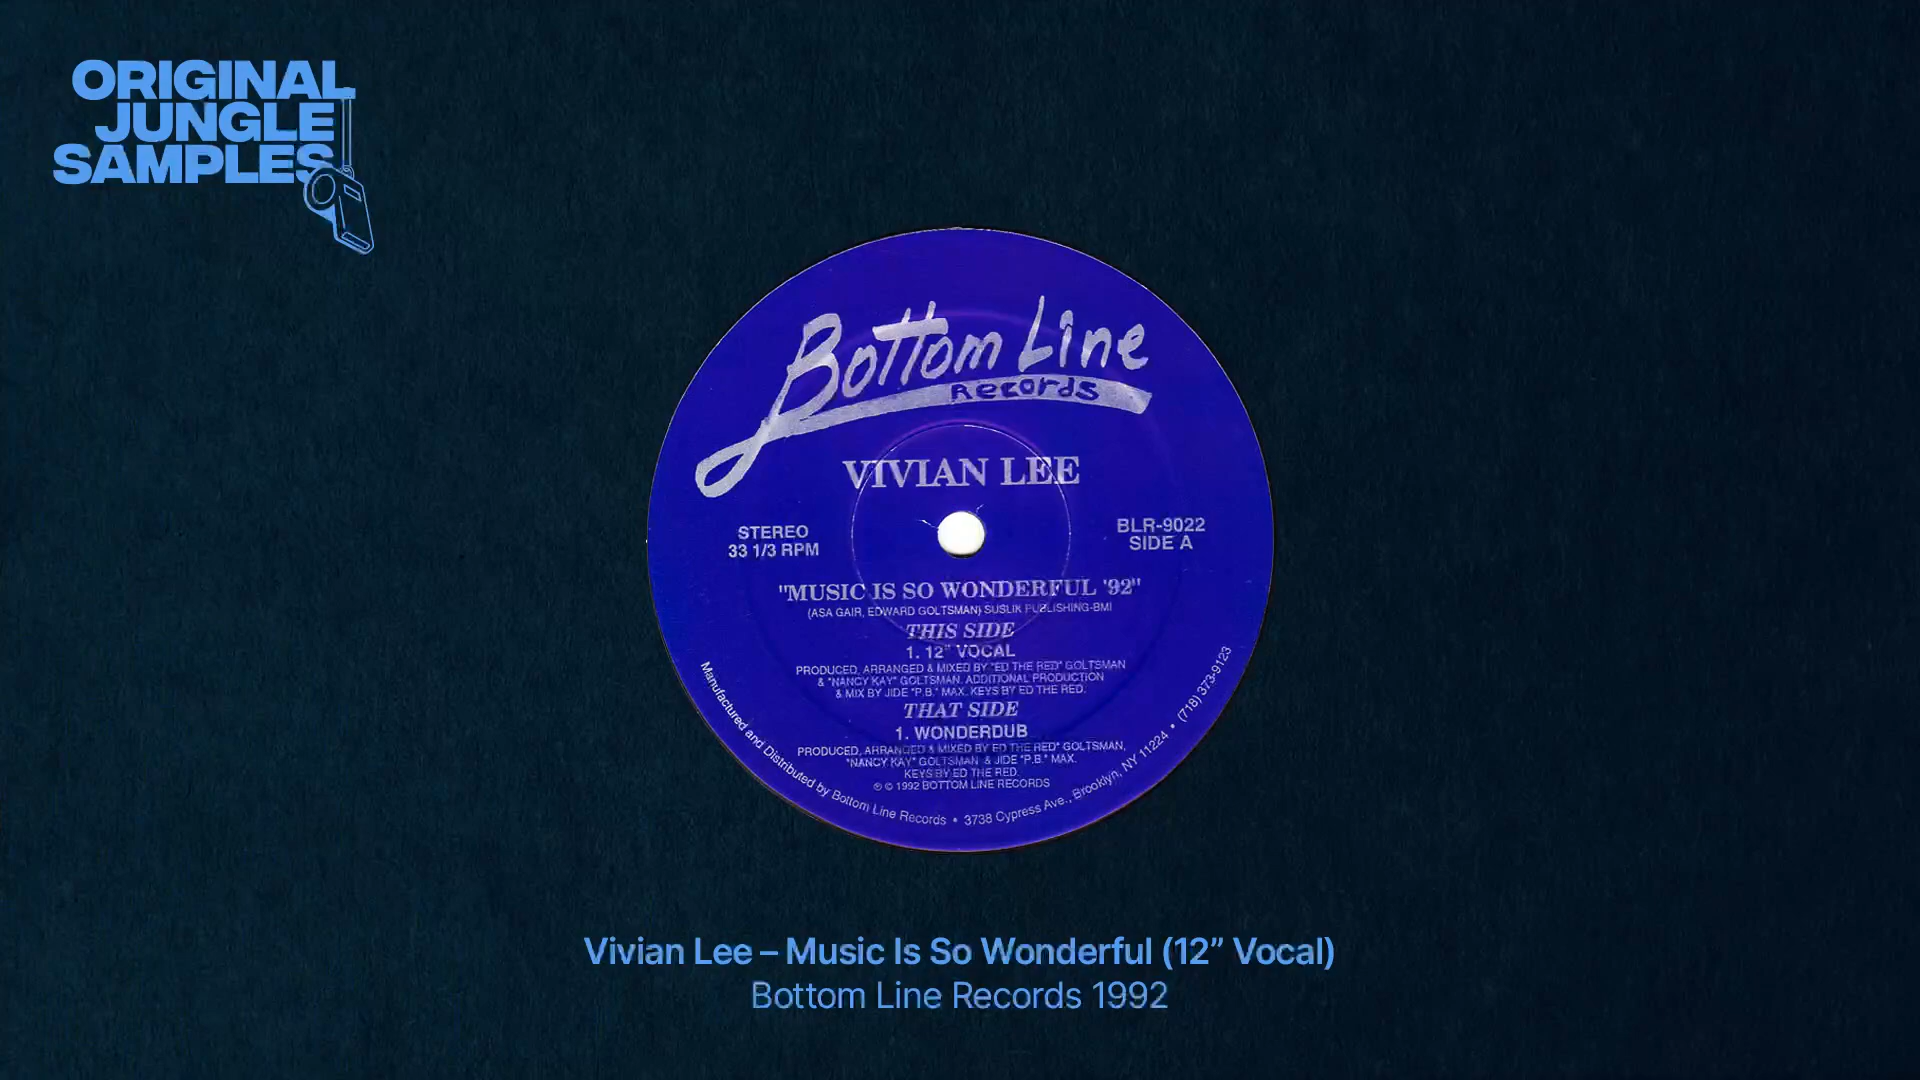 ORIGINAL
JUNGLE
SAMPLES
Bottom Line
Records
VIVIAN LEE
STEREO
33 1/3 RPM
BLR-9022
SIDE A
"MUSIC IS SO WONDERFUL '92"
(ASA GAIR, EDWARD GOLTSMAN) SUSLIK PUBLISHING-BMI
THIS SIDE
1. 12" VOCAL
PRODUCED, ARRANGED & MIXED BY "ED THE RED" GOLTSMAN
& "NANCY KAY" GOLTSMAN. ADDITIONAL PRODUCTION
& MIX BY JIDE "P.B." MAX. KEYS BY ED THE RED.
THAT SIDE
1. WONDERDUB
PRODUCED, ARRANGED & MIXED BY ED THE RED" GOLTSMAN,
"NANCY KAY" GOLTSMAN & JIDE "P.B." MAX.
KEYS BY ED THE RED.
℗ © 1992 BOTTOM LINE RECORDS
Manufactured and Distributed by Bottom Line Records • 3738 Cypress Ave., Brooklyn, NY 11224 • (718) 373-9123
Vivian Lee – Music Is So Wonderful (12” Vocal)
Bottom Line Records 1992